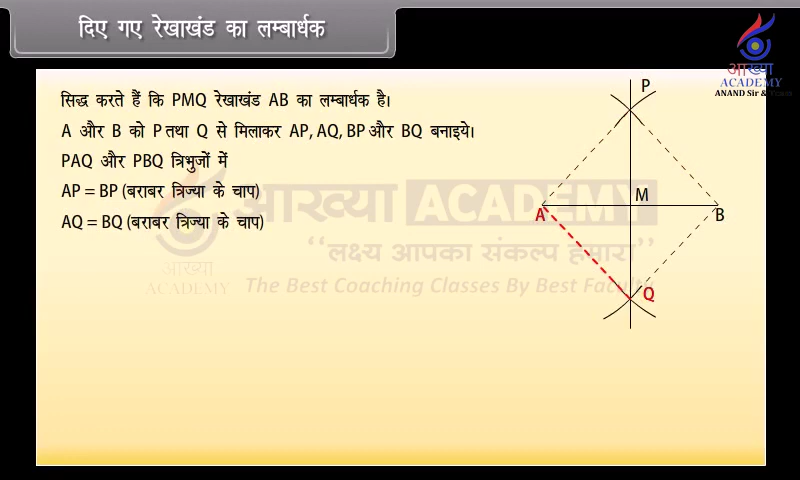 दिए गए रेखाखंड का लम्बार्धक
आख्या
ACADEMY
ANAND Sir &
सिद्ध करते हैं कि PMQ रेखाखंड AB का लम्बार्धक है।
A और B को P तथा Q से मिलाकर AP, AQ, BP और BQ बनाइये।
PAQ और PBQ त्रिभुजों में
AP = BP (बराबर त्रिज्या के चाप)
AQ = BQ (बराबर त्रिज्या के चाप)
P
M
A
B
Q
आख्या ACADEMY
‘‘लक्ष्य आपका संकल्प हमारा’’
The Best Coaching Classes By Best Faculty
आख्या
ACADEMY